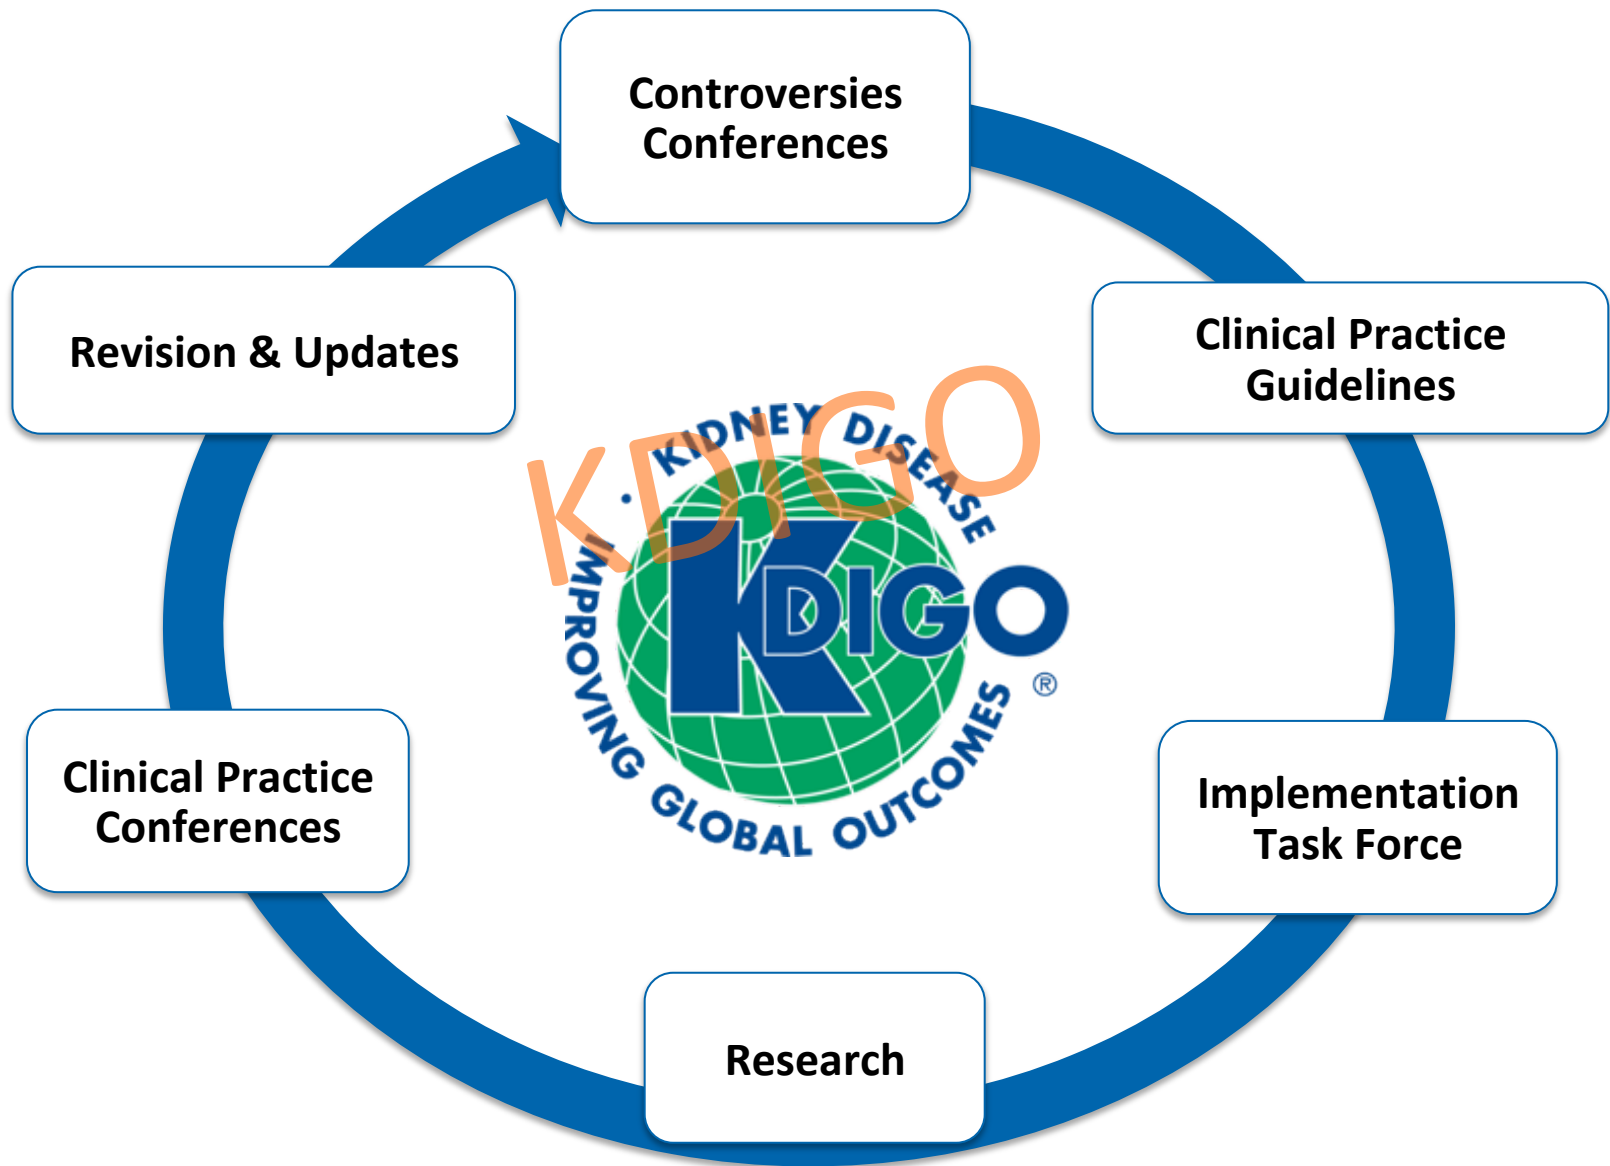 Controversies
Conferences
Clinical Practice
Guidelines
Implementation
Task Force
Research
Clinical Practice
Conferences
Revision & Updates
KDIGO
• KIDNEY DISEASE
IMPROVING GLOBAL OUTCOMES
KDIGO
®